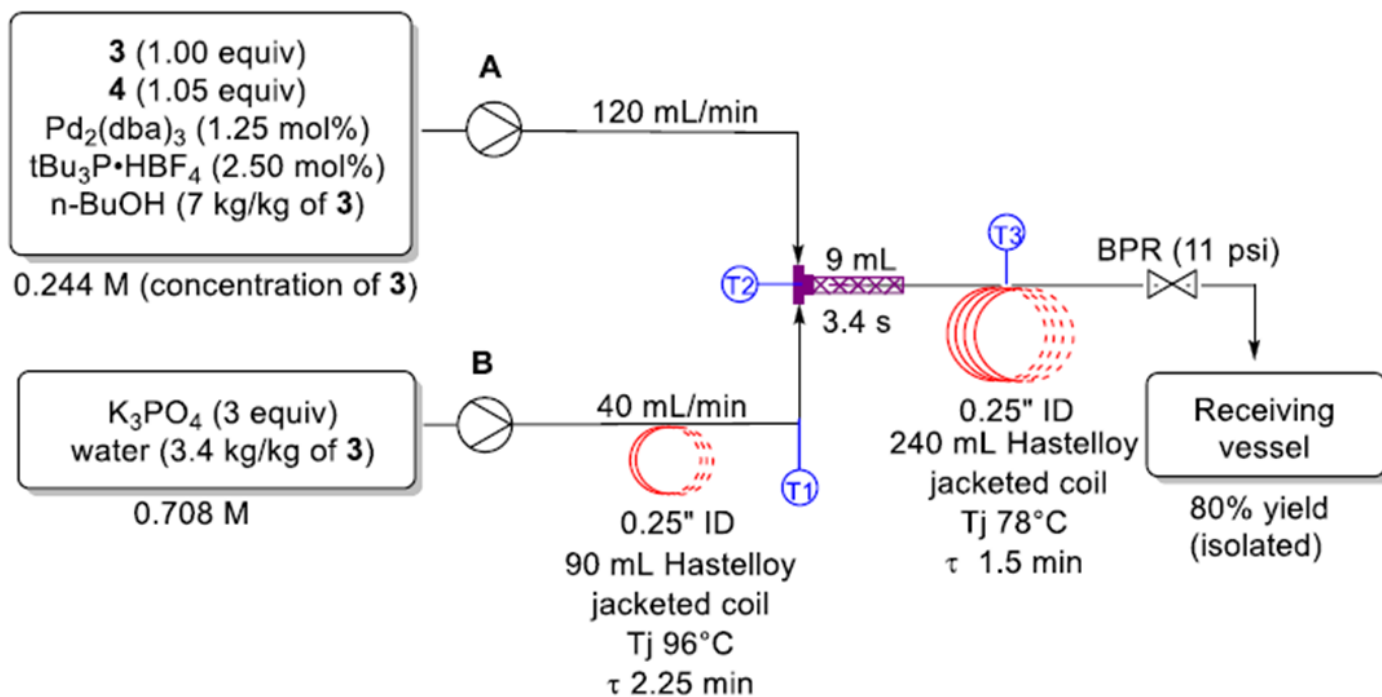 3 (1.00 equiv)
4 (1.05 equiv)
Pd₂(dba)₃ (1.25 mol%)
tBu₃P•HBF₄ (2.50 mol%)
n-BuOH (7 kg/kg of 3)
0.244 M (concentration of 3)
A
120 mL/min
K₃PO₄ (3 equiv)
water (3.4 kg/kg of 3)
0.708 M
B
40 mL/min
0.25" ID
90 mL Hastelloy
jacketed coil
Tj 96°C
τ 2.25 min
T1
T2
9 mL
3.4 s
T3
0.25" ID
240 mL Hastelloy
jacketed coil
Tj 78°C
τ 1.5 min
BPR (11 psi)
Receiving
vessel
80% yield
(isolated)